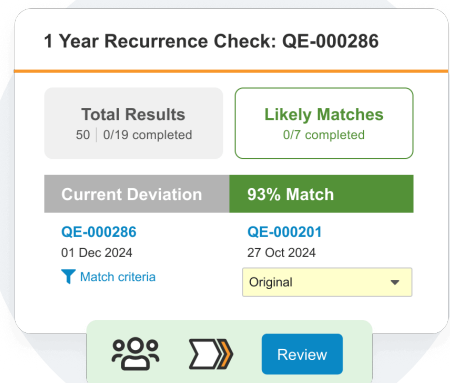 1 Year Recurrence Check: QE-000286
Total Results
50 | 0/19 completed
Likely Matches
0/7 completed
Current Deviation
93% Match
QE-000286
01 Dec 2024
Match criteria
QE-000201
27 Oct 2024
Original
Review